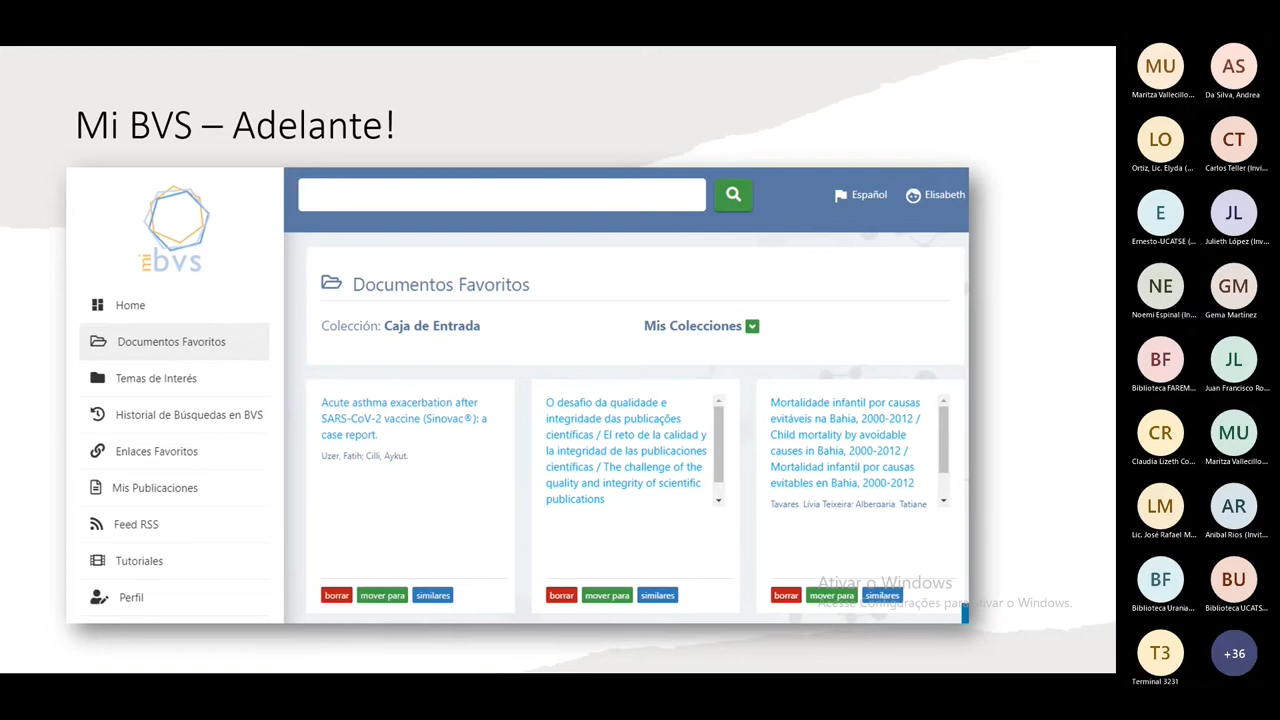 Mi BVS – Adelante!
mi
bvs
Home
Documentos Favoritos
Temas de Interés
Historial de Búsquedas en BVS
Enlaces Favoritos
Mis Publicaciones
Feed RSS
Tutoriales
Perfil
Español
Elisabeth
Documentos Favoritos
Colección: Caja de Entrada
Mis Colecciones
Acute asthma exacerbation after
SARS-CoV-2 vaccine (Sinovac®): a
case report.
Uzer, Fatih; Cilli, Aykut.
borrar mover para similares
O desafio da qualidade e
integridade das publicações
científicas / El reto de la calidad y
la integridad de las publicaciones
científicas / The challenge of the
quality and integrity of scientific
publications
borrar mover para similares
Mortalidade infantil por causas
evitáveis na Bahia, 2000-2012 /
Child mortality by avoidable
causes in Bahia, 2000-2012 /
Mortalidad infantil por causas
evitables en Bahia, 2000-2012
Tavares, Lívia Teixeira; Albergaria, Tatiane
borrar mover para similares
Ativar o Windows
Acesse Configurações para ativar o Windows.
MU
Maritza Vallecillo...
AS
Da Silva, Andrea
LO
Ortiz, Lic. Elyda (...
CT
Carlos Teller (Invi...
E
Ernesto-UCATSE (...
JL
Julieth López (Inv...
NE
Noemi Espinal (In...
GM
Gema Martínez
BF
Biblioteca FAREM...
JL
Juan Francisco Ro...
CR
Claudia Lizeth Co...
MU
Maritza Vallecillo...
LM
Lic. José Rafael M...
AR
Anibal Rios (Invit...
BF
Biblioteca Urania...
BU
Biblioteca UCATS...
T3
Terminal 3231
+36